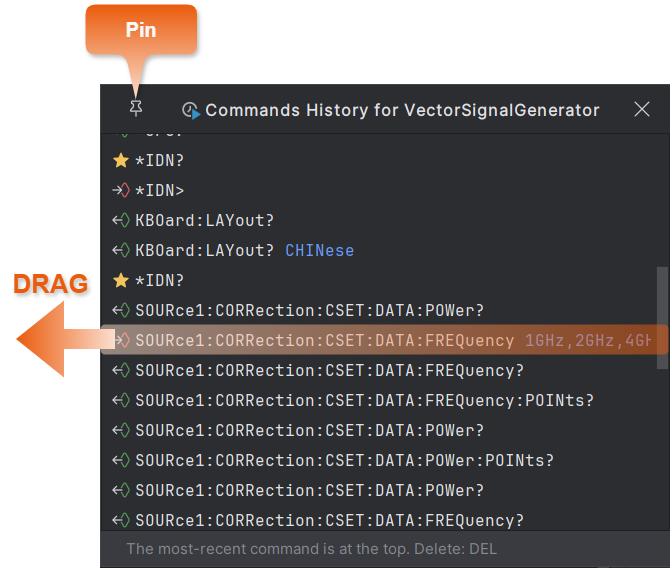 Pin
Commands History for VectorSignalGenerator
*IDN?
*IDN>
KBOard:LAYout?
KBOard:LAYout? CHINese
*IDN?
DRAG
SOURce1:CORRection:CSET:DATA:POWer?
SOURce1:CORRection:CSET:DATA:FREQuency 1GHz,2GHz,4GH
SOURce1:CORRection:CSET:DATA:FREQuency?
SOURce1:CORRection:CSET:DATA:FREQuency:POINts?
SOURce1:CORRection:CSET:DATA:POWer?
SOURce1:CORRection:CSET:DATA:POWer:POINts?
SOURce1:CORRection:CSET:DATA:POWer?
SOURce1:CORRection:CSET:DATA:FREQuency?
The most-recent command is at the top. Delete: DEL